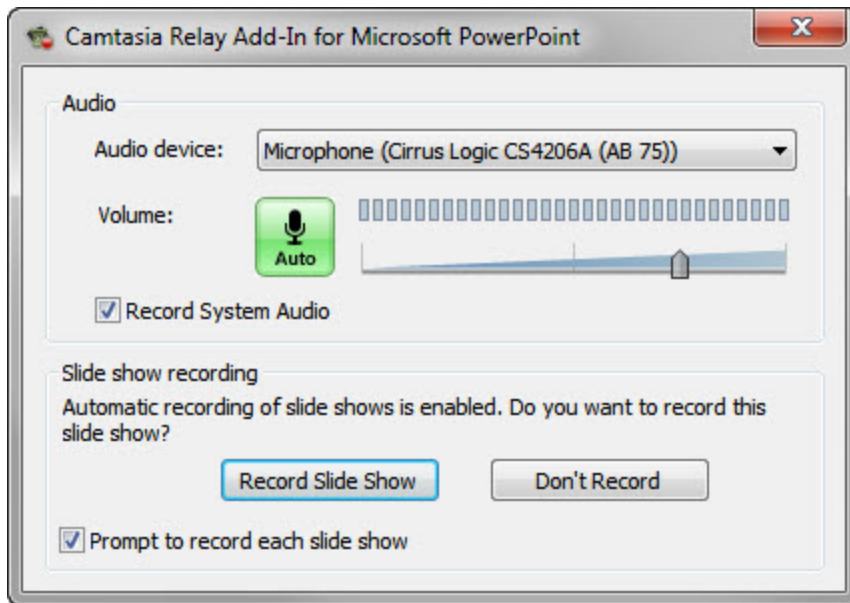 Camtasia Relay Add-In for Microsoft PowerPoint
Audio
Audio device:
Microphone (Cirrus Logic CS4206A (AB 75))
Volume:
Auto
Record System Audio
Slide show recording
Automatic recording of slide shows is enabled. Do you want to record this
slide show?
Record Slide Show
Don't Record
Prompt to record each slide show